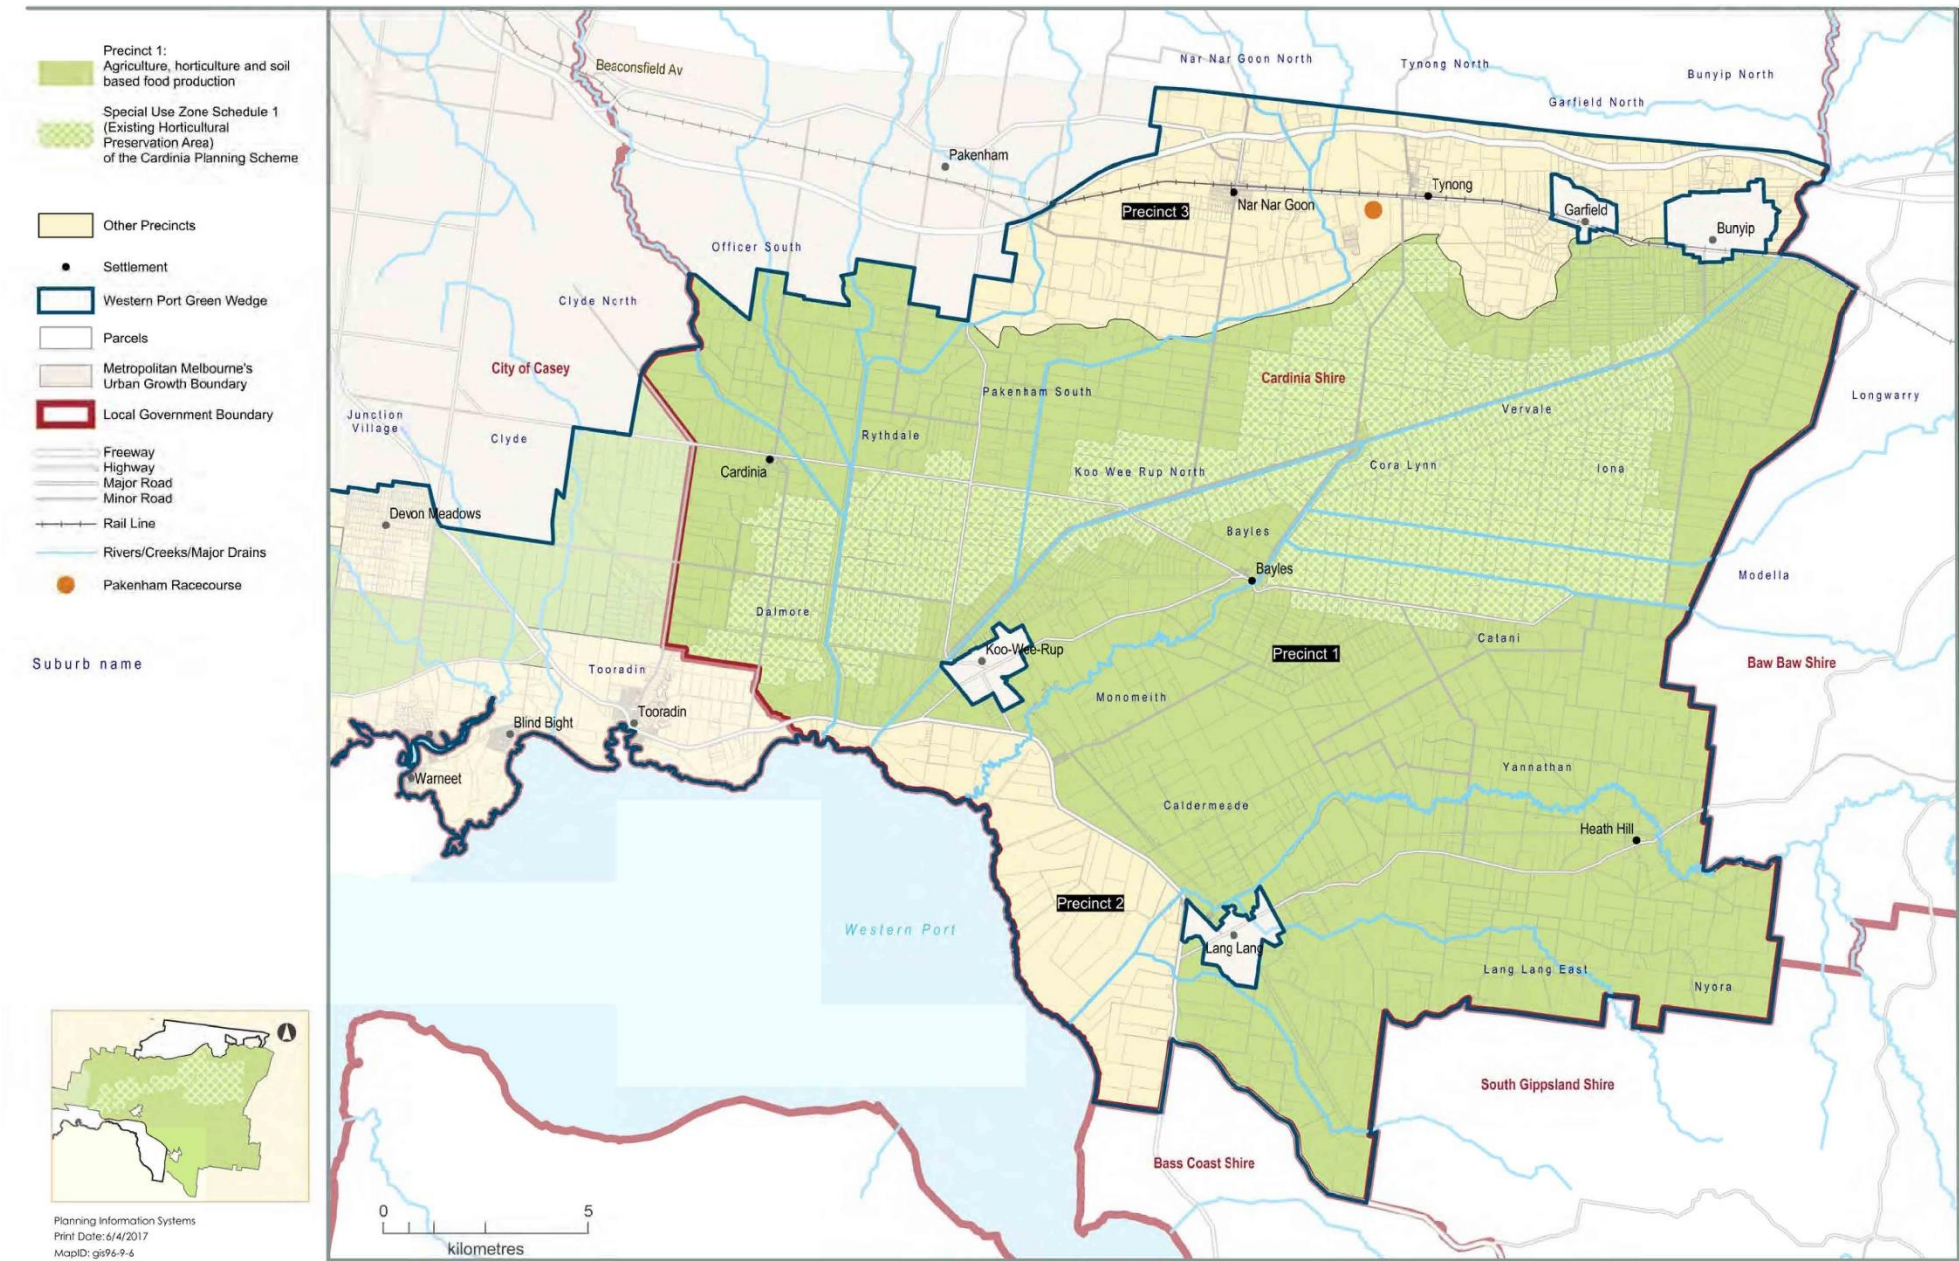 Precinct 1:
Agriculture, horticulture and soil
based food production
Special Use Zone Schedule 1
(Existing Horticultural
Preservation Area)
of the Cardinia Planning Scheme
Other Precincts
Settlement
Western Port Green Wedge
Parcels
Metropolitan Melbourne's
Urban Growth Boundary
Local Government Boundary
Freeway
Highway
Major Road
Minor Road
Rail Line
Rivers/Creeks/Major Drains
Pakenham Racecourse
Suburb name
Planning Information Systems
Print Date:6/4/2017
MapID: gis96-9-6
Beaconsfield Av
Nar Nar Goon North
Tynong North
Bunyip North
Garfield North
Pakenham
Tynong
Precinct 3
Nar Nar Goon
Garfield
Bunyip
Officer South
Clyde North
City of Casey
Cardinia Shire
Pakenham South
Longwarry
Junction
Village
Clyde
Rythdale
Vervale
Cardinia
Koo Wee Rup North
Cora Lynn
Iona
Devon Meadows
Bayles
Bayles
Modella
Dalmore
Catani
Koo-Wee-Rup
Precinct 1
Baw Baw Shire
Tooradin
Monomeith
Tooradin
Blind Bight
Warneet
Yannathan
Caldermeade
Heath Hill
Precinct 2
Western Port
Lang Lang
Lang Lang East
Nyora
South Gippsland Shire
Bass Coast Shire
0 5
kilometres